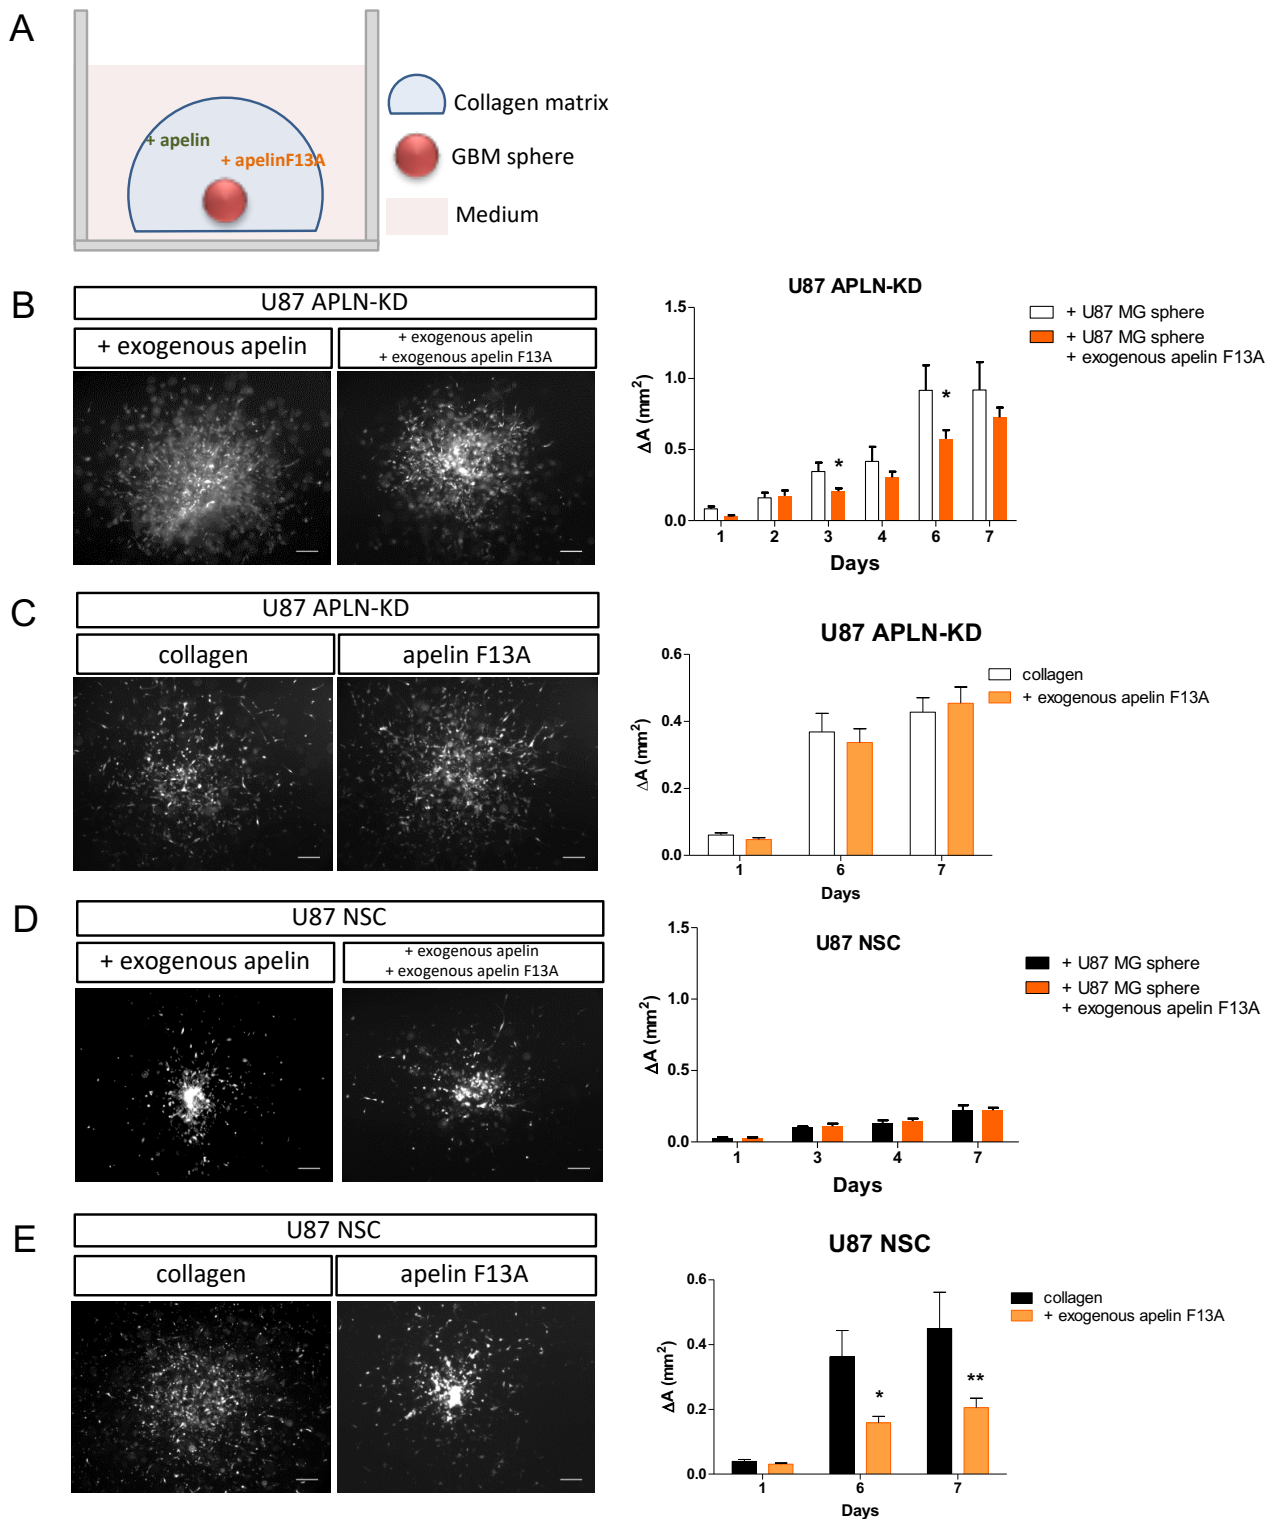 A
+ apelin
+ apelinF13A
Collagen matrix
GBM sphere
Medium
B
U87 APLN-KD
+ exogenous apelin
+ exogenous apelin
+ exogenous apelin F13A
U87 APLN-KD
1.5
1.0
0.5
0.0
ΔA (mm²)
*
*
1 2 3 4 6 7
Days
+ U87 MG sphere
+ U87 MG sphere
+ exogenous apelin F13A
C
U87 APLN-KD
collagen
apelin F13A
U87 APLN-KD
0.6
0.4
0.2
0.0
ΔA (mm²)
1 6 7
Days
collagen
+ exogenous apelin F13A
D
U87 NSC
+ exogenous apelin
+ exogenous apelin
+ exogenous apelin F13A
U87 NSC
1.5
1.0
0.5
0.0
ΔA (mm²)
1 3 4 7
Days
+ U87 MG sphere
+ U87 MG sphere
+ exogenous apelin F13A
E
U87 NSC
collagen
apelin F13A
U87 NSC
0.6
0.4
0.2
0.0
ΔA (mm²)
*
**
1 6 7
Days
collagen
+ exogenous apelin F13A